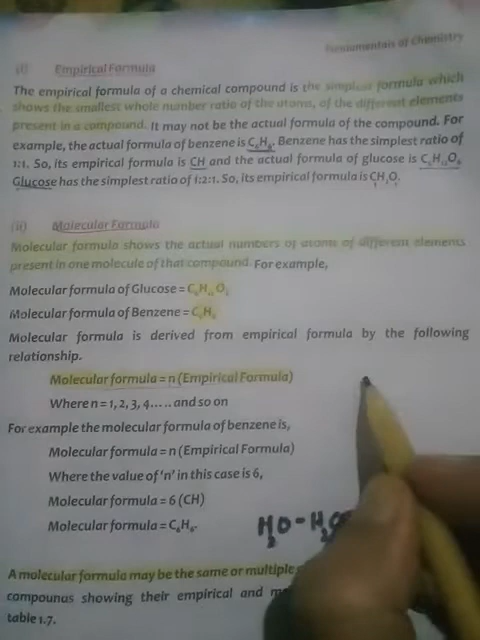 Fundamentals of Chemistry
(i) Empirical Formula
The empirical formula of a chemical compound is the simplest formula which
shows the smallest whole number ratio of the atoms, of the different elements
present in a compound. It may not be the actual formula of the compound. For
example, the actual formula of benzene is C₆H₆. Benzene has the simplest ratio of
1:1. So, its empirical formula is CH and the actual formula of glucose is C₆H₁₂O₆.
Glucose has the simplest ratio of 1:2:1. So, its empirical formula is CH₂O.
(ii) Molecular Formula
Molecular formula shows the actual numbers of atoms of different elements
present in one molecule of that compound. For example,
Molecular formula of Glucose = C₆H₁₂O₆
Molecular formula of Benzene = C₆H₆
Molecular formula is derived from empirical formula by the following
relationship.
Molecular formula = n (Empirical Formula)
Where n = 1, 2, 3, 4..... and so on
For example the molecular formula of benzene is,
Molecular formula = n (Empirical Formula)
Where the value of 'n' in this case is 6,
Molecular formula = 6 (CH)
Molecular formula = C₆H₆.
H₂O - H₂
A molecular formula may be the same or multiple
compounds showing their empirical and
table 1.7.